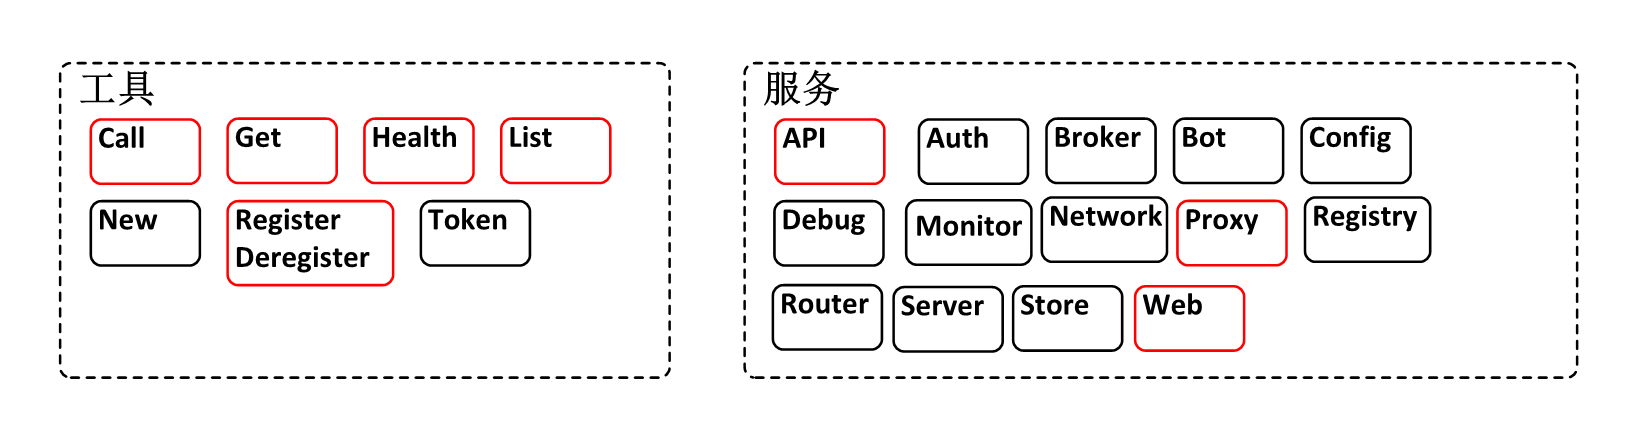 工具
Call
Get
Health
List
New
Register
Deregister
Token
服务
API
Auth
Broker
Bot
Config
Debug
Monitor
Network
Proxy
Registry
Router
Server
Store
Web